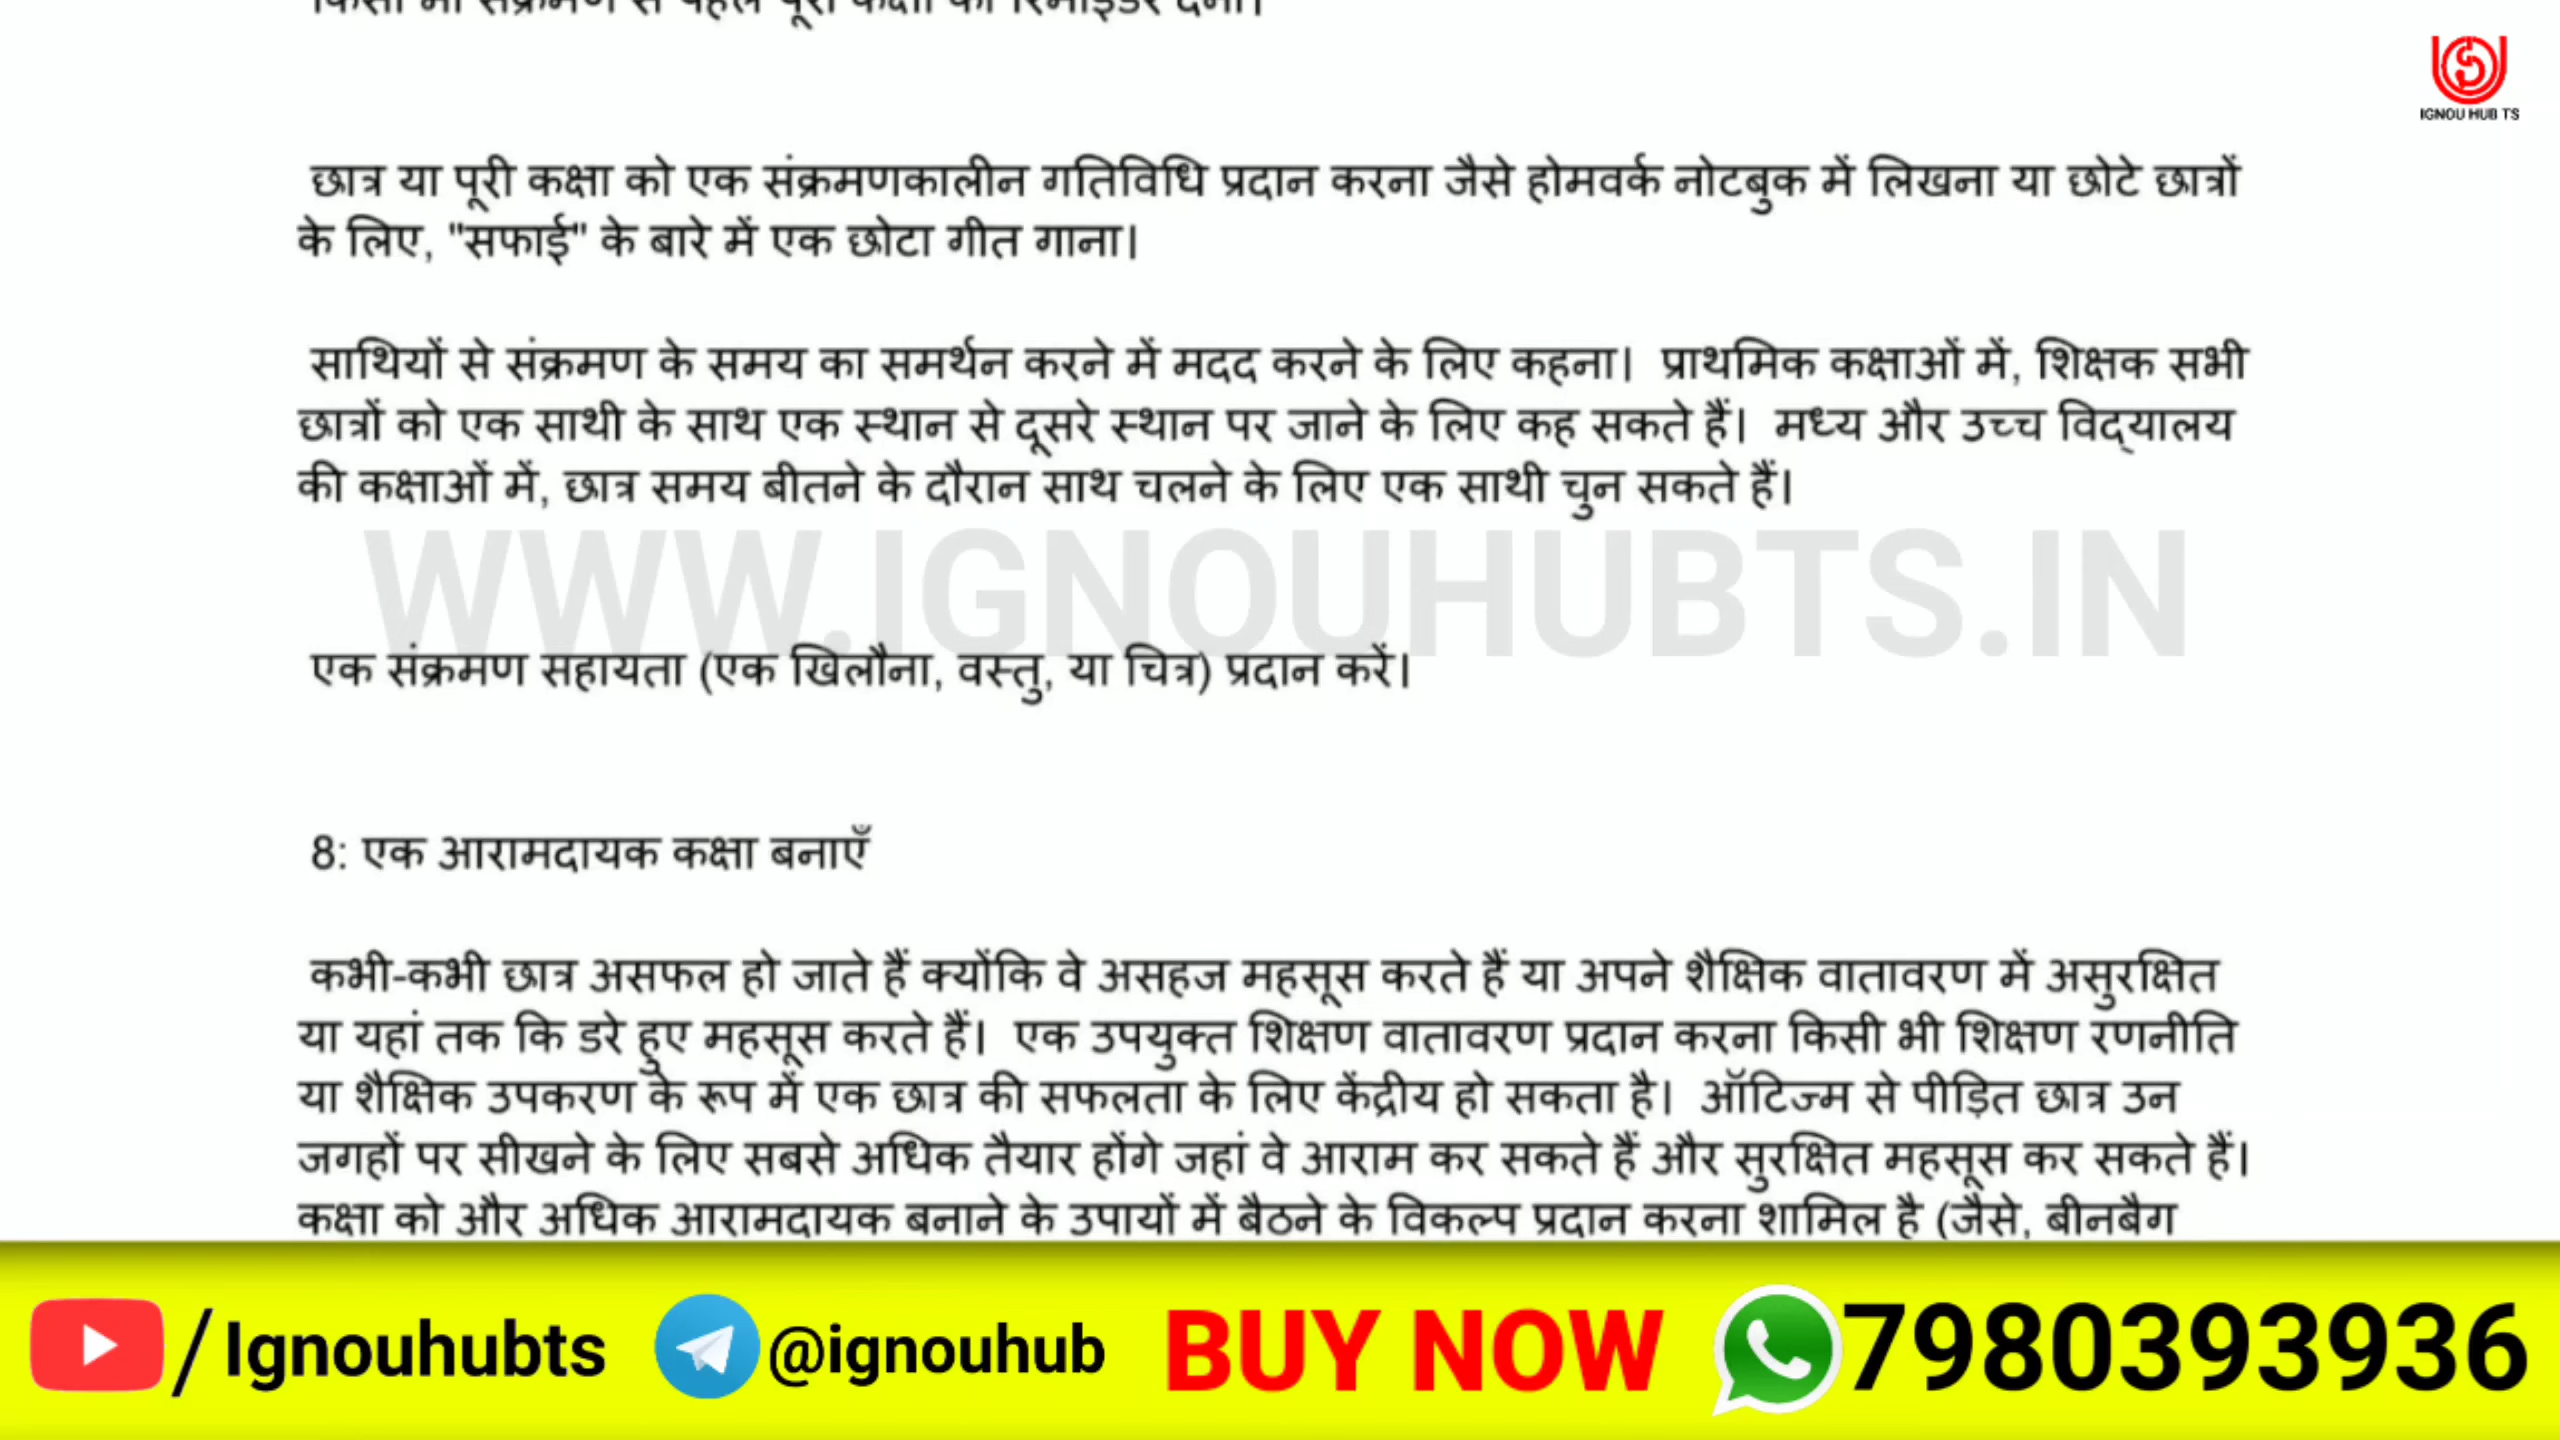 किसी भी संक्रमण से पहले पूरी कक्षा को रिमाइंडर देना।
IGNOU HUB TS
छात्र या पूरी कक्षा को एक संक्रमणकालीन गतिविधि प्रदान करना जैसे होमवर्क नोटबुक में लिखना या छोटे छात्रों
के लिए, "सफाई" के बारे में एक छोटा गीत गाना।
साथियों से संक्रमण के समय का समर्थन करने में मदद करने के लिए कहना। प्राथमिक कक्षाओं में, शिक्षक सभी
छात्रों को एक साथी के साथ एक स्थान से दूसरे स्थान पर जाने के लिए कह सकते हैं। मध्य और उच्च विद्यालय
की कक्षाओं में, छात्र समय बीतने के दौरान साथ चलने के लिए एक साथी चुन सकते हैं।
WWW.IGNOUHUBTS.IN
एक संक्रमण सहायता (एक खिलौना, वस्तु, या चित्र) प्रदान करें।
8: एक आरामदायक कक्षा बनाएँ
कभी-कभी छात्र असफल हो जाते हैं क्योंकि वे असहज महसूस करते हैं या अपने शैक्षिक वातावरण में असुरक्षित
या यहां तक कि डरे हुए महसूस करते हैं। एक उपयुक्त शिक्षण वातावरण प्रदान करना किसी भी शिक्षण रणनीति
या शैक्षिक उपकरण के रूप में एक छात्र की सफलता के लिए केंद्रीय हो सकता है। ऑटिज्म से पीड़ित छात्र उन
जगहों पर सीखने के लिए सबसे अधिक तैयार होंगे जहां वे आराम कर सकते हैं और सुरक्षित महसूस कर सकते हैं।
कक्षा को और अधिक आरामदायक बनाने के उपायों में बैठने के विकल्प प्रदान करना शामिल है (जैसे, बीनबैग
/Ignouhubts @ignouhub BUY NOW 7980393936